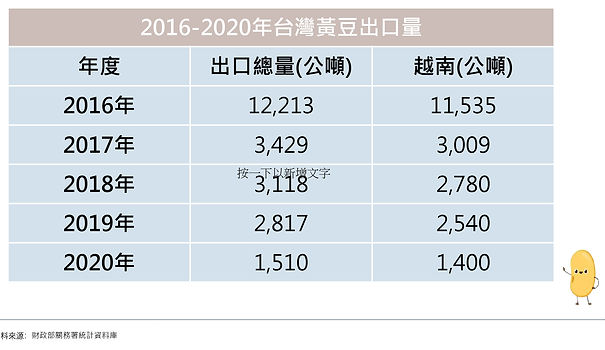 2016-2020年台灣黃豆出口量
年度 出口總量(公噸) 越南(公噸)
2016年 12,213 11,535
2017年 3,429 3,009
按一下以新增文字
2018年 3,118 2,780
2019年 2,817 2,540
2020年 1,510 1,400
料來源: 財政部關務署統計資料庫